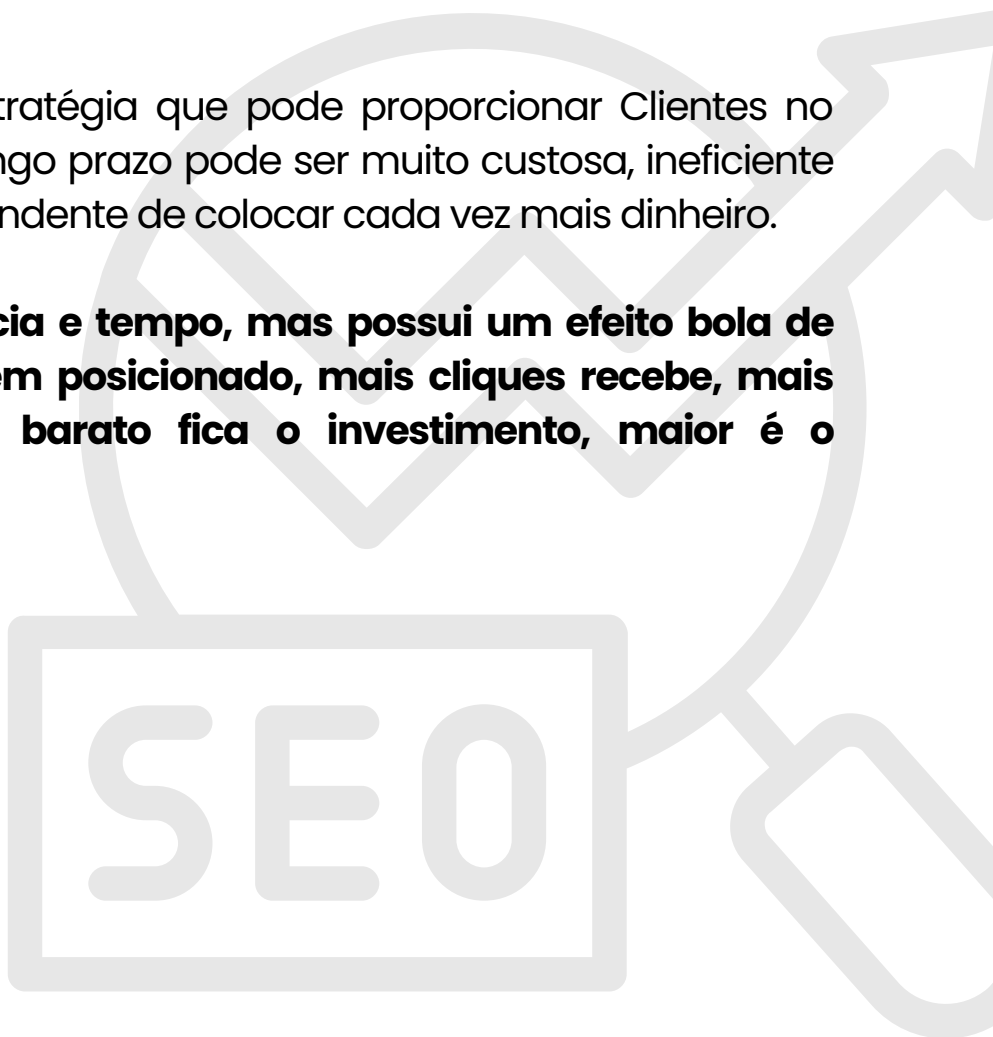 tratégia que pode proporcionar Clientes no
ngo prazo pode ser muito custosa, ineficiente
ndente de colocar cada vez mais dinheiro.
cia e tempo, mas possui um efeito bola de
em posicionado, mais cliques recebe, mais
barato fica o investimento, maior é o
SEO